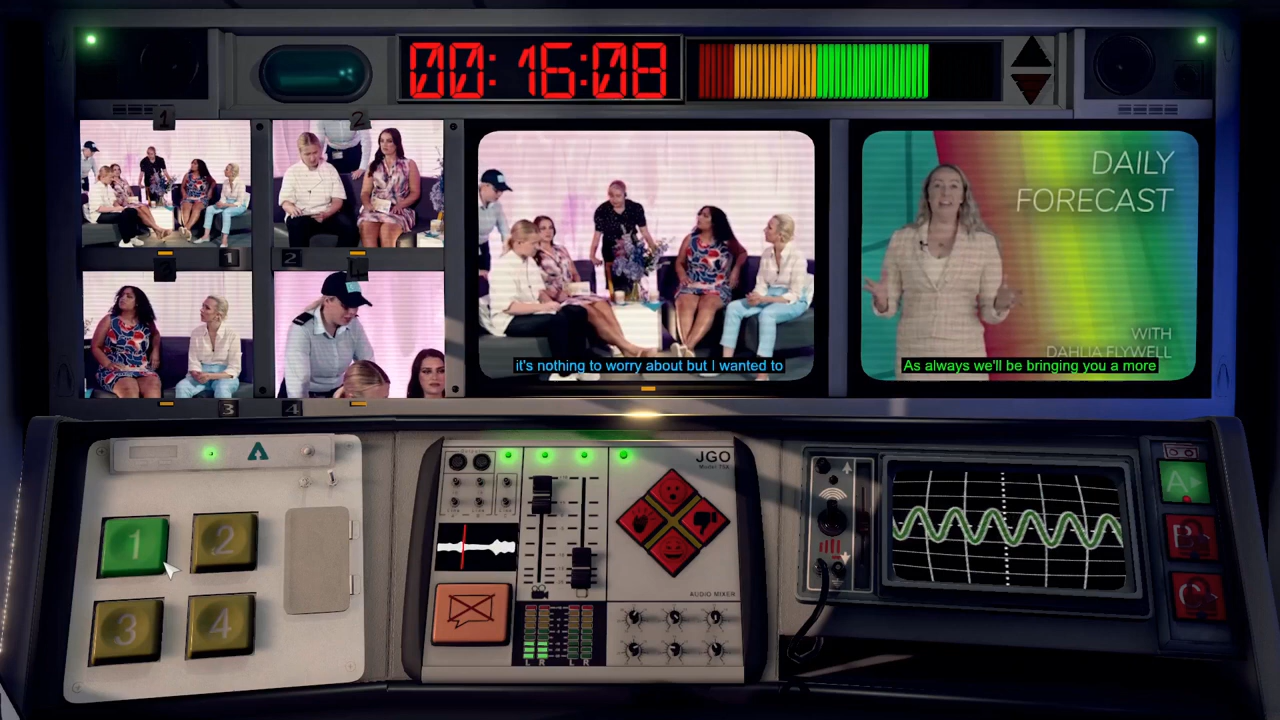 00:16:08
1
2
1
2
3
4
it's nothing to worry about but I wanted to
DAILY
FORECAST
WITH
DAHLIA FLYWELL
As always we'll be bringing you a more
1
2
3
4
JGO
AUDIO MIXER
L R
L R
A
B
C